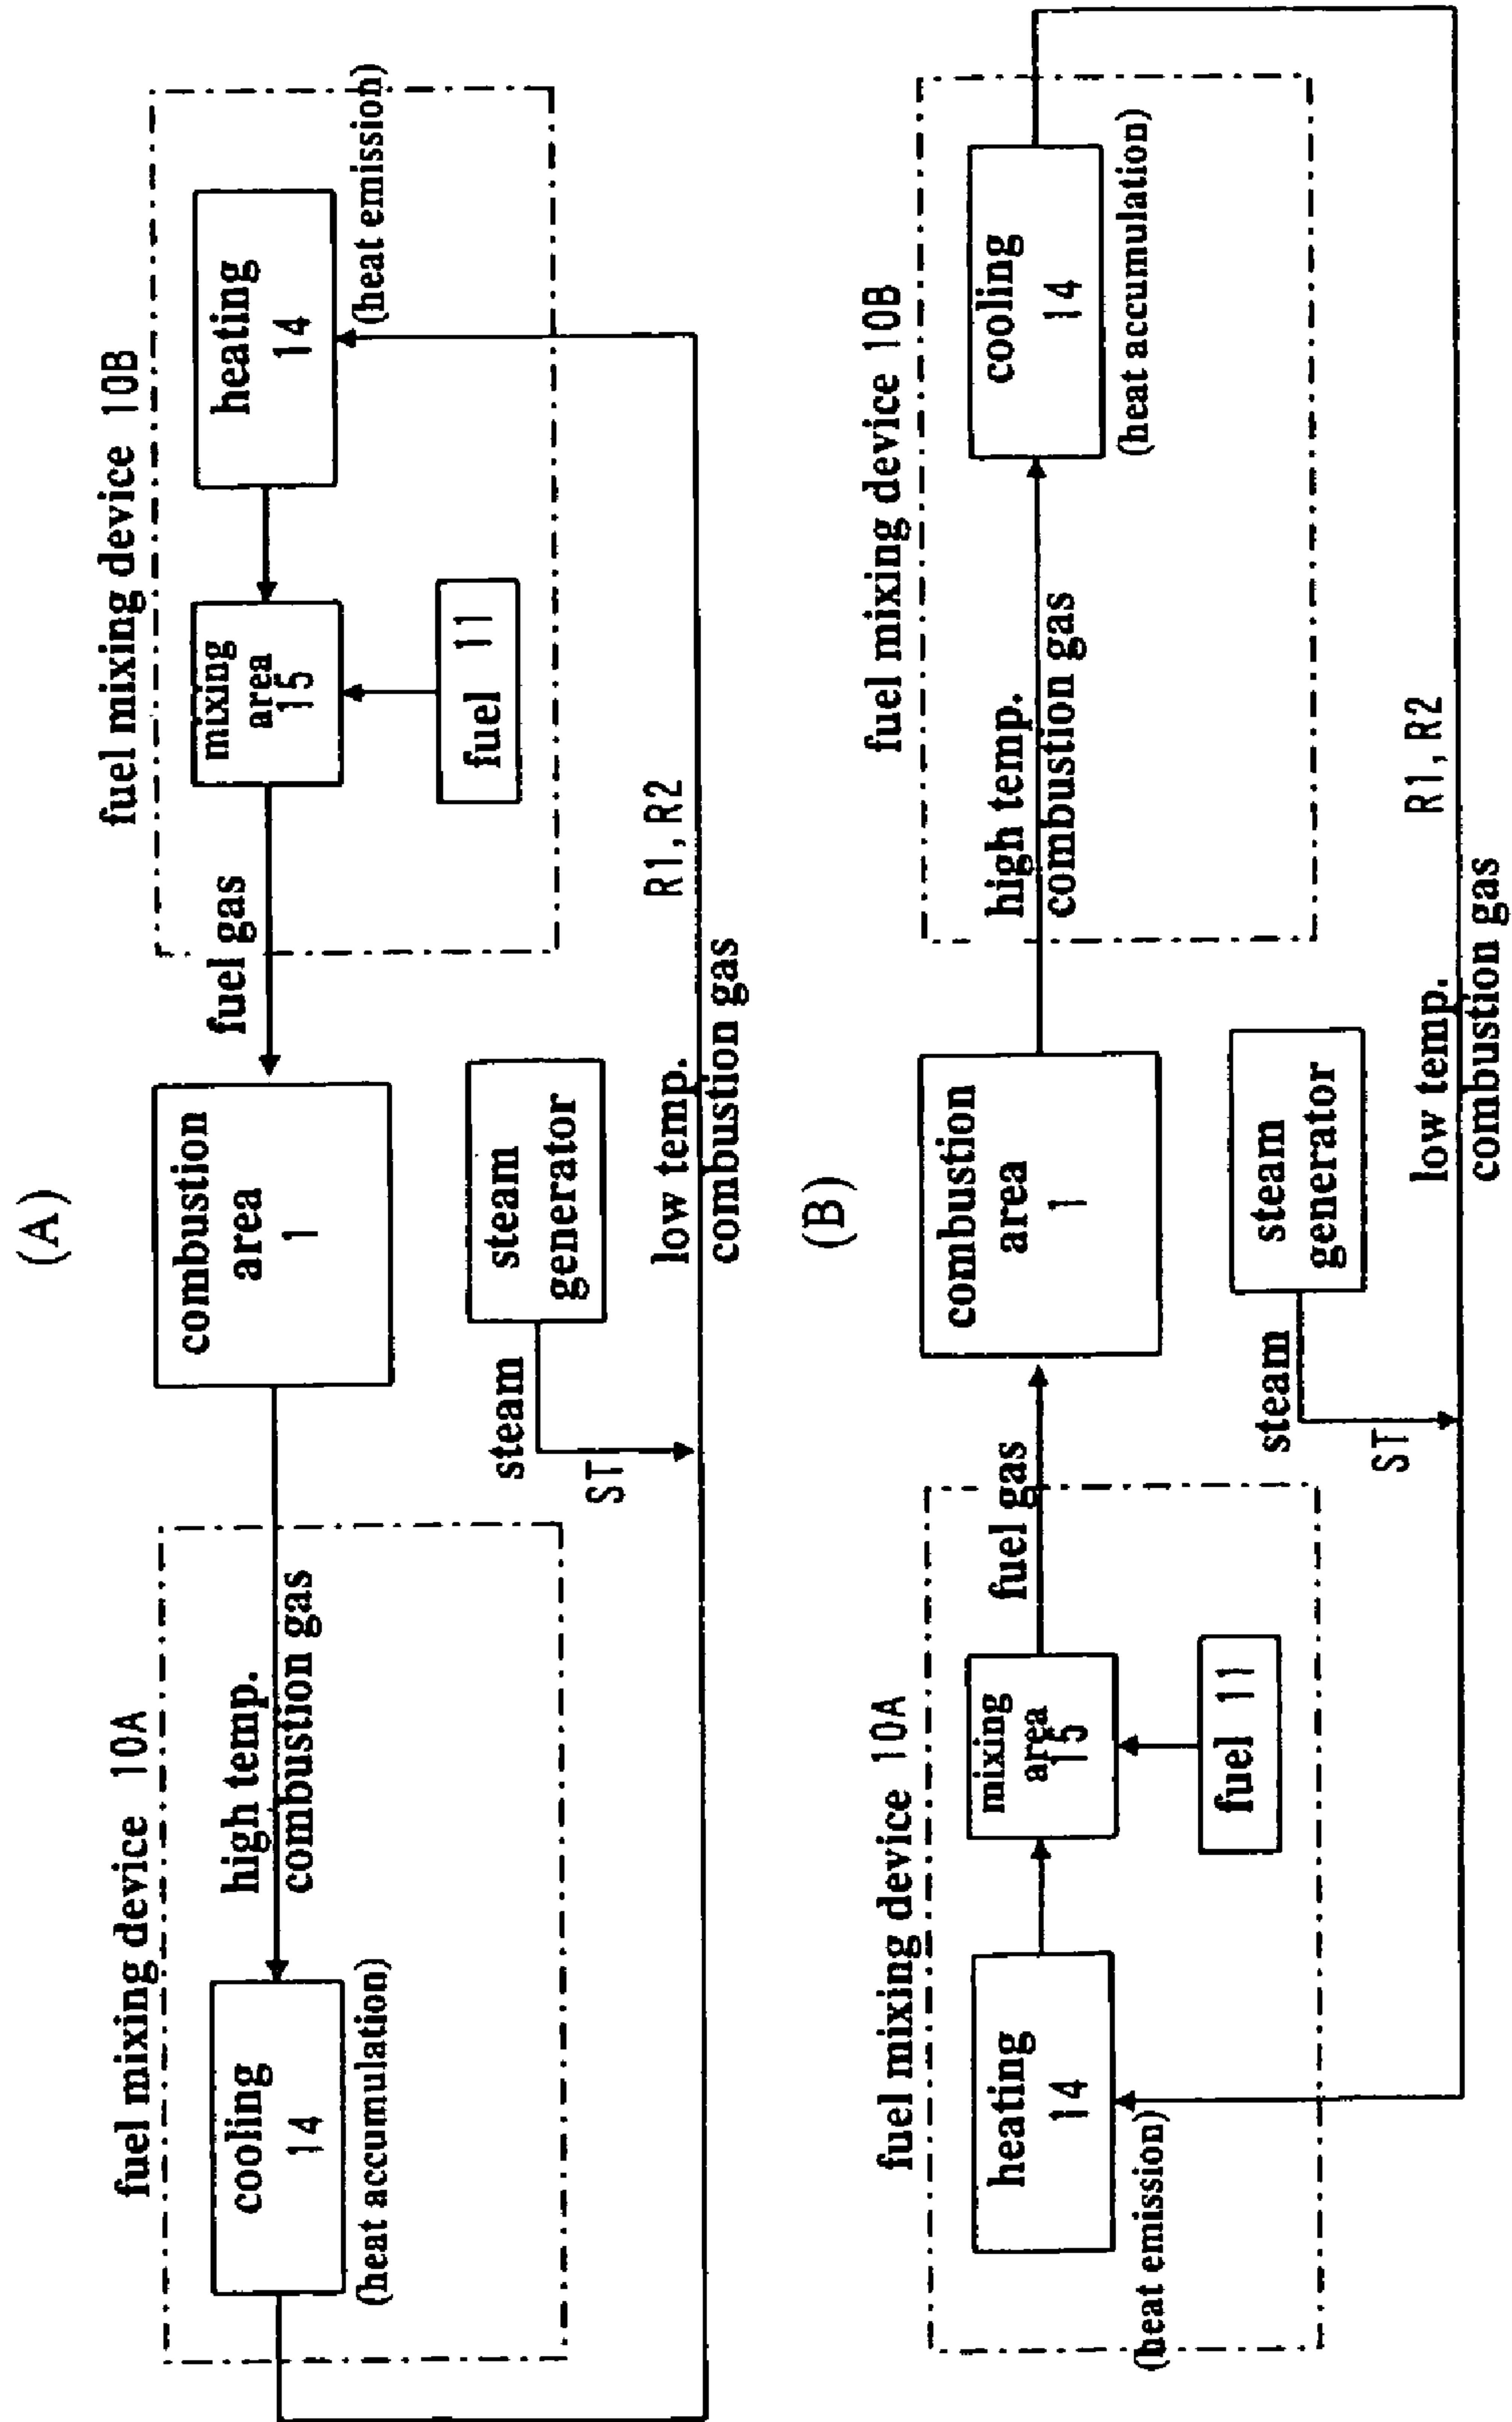 (A)
fuel mixing device 10A
high temp.
combustion gas
cooling
14
(heat accumulation)
combustion
area
1
steam
generator
steam
ST
low temp.
combustion gas
R1, R2
fuel mixing device 10B
fuel gas
mixing
area
15
fuel 11
heating
14
(heat emission)
(B)
fuel mixing device 10A
heating
14
(heat emission)
mixing
area
15
fuel 11
fuel gas
combustion
area
1
steam
generator
steam
ST
low temp.
combustion gas
R1, R2
fuel mixing device 10B
high temp.
combustion gas
cooling
14
(heat accumulation)